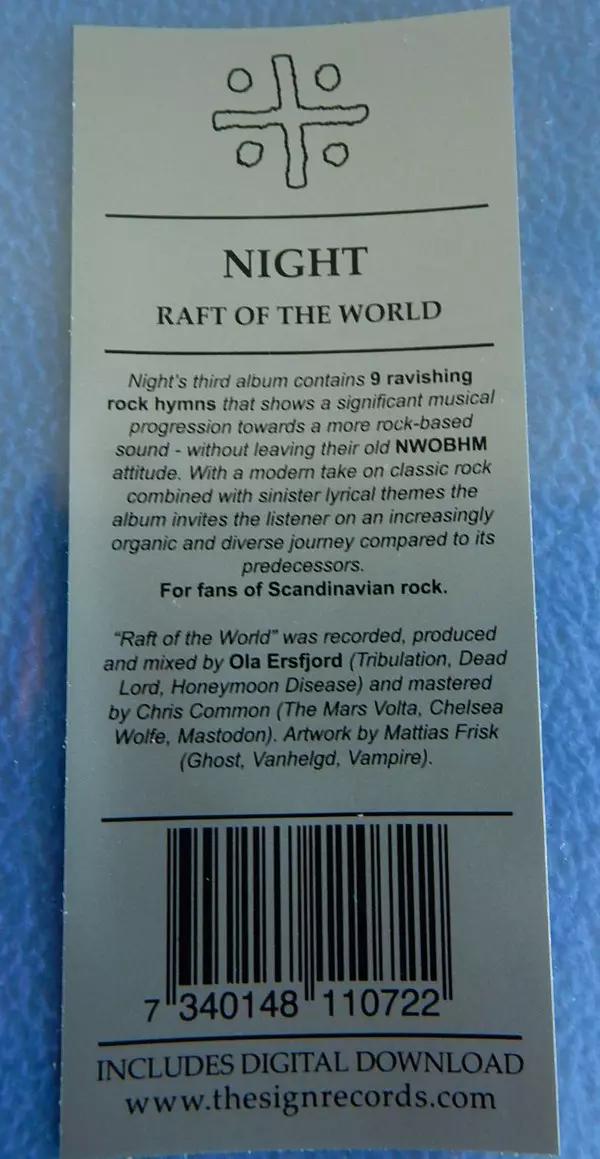 NIGHT
RAFT OF THE WORLD
Night's third album contains 9 ravishing
rock hymns that shows a significant musical
progression towards a more rock-based
sound - without leaving their old NWOBHM
attitude. With a modern take on classic rock
combined with sinister lyrical themes the
album invites the listener on an increasingly
organic and diverse journey compared to its
predecessors.
For fans of Scandinavian rock.
“Raft of the World” was recorded, produced
and mixed by Ola Ersfjord (Tribulation, Dead
Lord, Honeymoon Disease) and mastered
by Chris Common (The Mars Volta, Chelsea
Wolfe, Mastodon). Artwork by Mattias Frisk
(Ghost, Vanhelgd, Vampire).
7 340148 110722
INCLUDES DIGITAL DOWNLOAD
www.thesignrecords.com